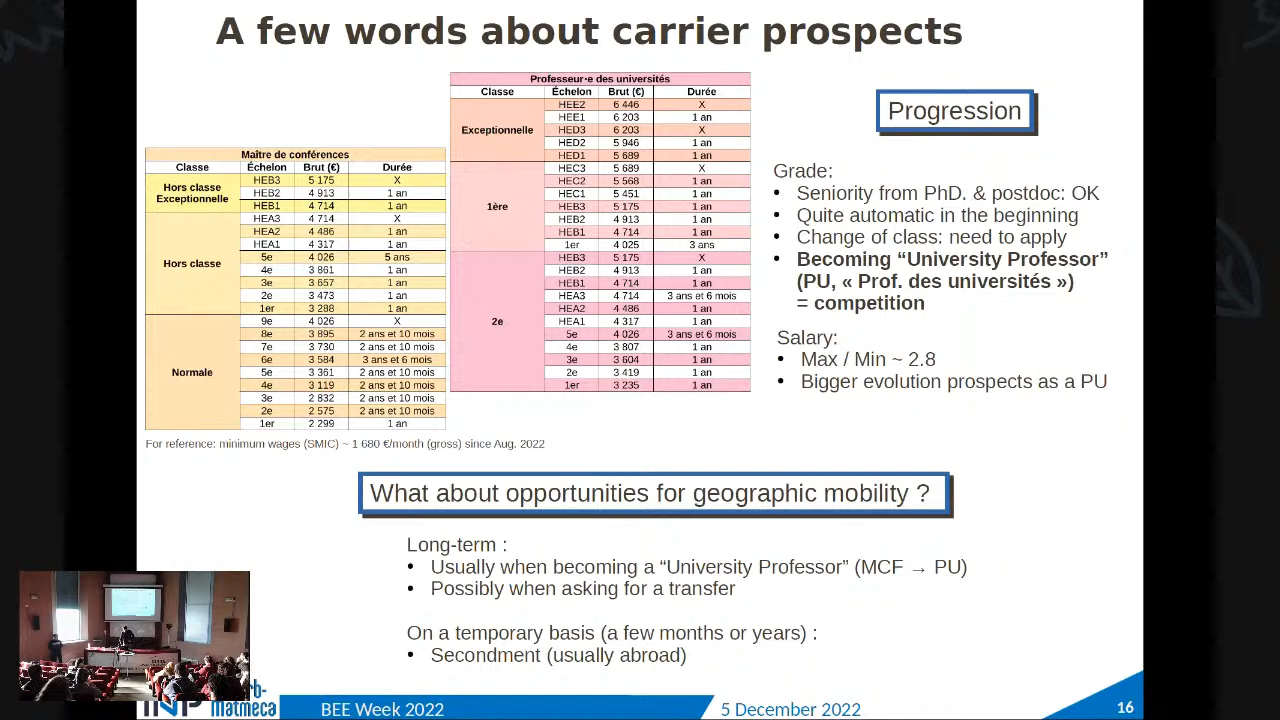 A few words about carrier prospects
Professeur·e des universités
Classe Échelon Brut (€) Durée
Exceptionnelle
HEE2 6 446 X
HEE1 6 203 1 an
HED3 6 203 X
HED2 5 946 1 an
HED1 5 689 1 an
1ère
HEC3 5 689 X
HEC2 5 568 1 an
HEC1 5 451 1 an
HEB3 5 175 1 an
HEB2 4 913 1 an
HEB1 4 714 1 an
1er 4 025 3 ans
2e
HEB3 5 175 X
HEB2 4 913 1 an
HEB1 4 714 1 an
HEA3 4 714 3 ans et 6 mois
HEA2 4 486 1 an
HEA1 4 317 1 an
5e 4 026 3 ans et 6 mois
4e 3 807 1 an
3e 3 604 1 an
2e 3 419 1 an
1er 3 235 1 an
Maître de conférences
Classe Échelon Brut (€) Durée
Hors classe
Exceptionnelle
HEB3 5 175 X
HEB2 4 913 1 an
HEB1 4 714 1 an
Hors classe
HEA3 4 714 X
HEA2 4 486 1 an
HEA1 4 317 1 an
5e 4 026 5 ans
4e 3 861 1 an
3e 3 657 1 an
2e 3 473 1 an
1er 3 288 1 an
Normale
9e 4 026 X
8e 3 895 2 ans et 10 mois
7e 3 730 2 ans et 10 mois
6e 3 584 3 ans et 6 mois
5e 3 361 2 ans et 10 mois
4e 3 119 2 ans et 10 mois
3e 2 832 2 ans et 10 mois
2e 2 575 2 ans et 10 mois
1er 2 299 1 an
For reference: minimum wages (SMIC) ~ 1 680 €/month (gross) since Aug. 2022
Progression
Grade:
• Seniority from PhD. & postdoc: OK
• Quite automatic in the beginning
• Change of class: need to apply
• Becoming “University Professor”
(PU, « Prof. des universités »)
= competition
Salary:
• Max / Min ~ 2.8
• Bigger evolution prospects as a PU
What about opportunities for geographic mobility ?
Long-term :
• Usually when becoming a “University Professor” (MCF → PU)
• Possibly when asking for a transfer
On a temporary basis (a few months or years) :
• Secondment (usually abroad)
matmeca
BEE Week 2022
5 December 2022
16